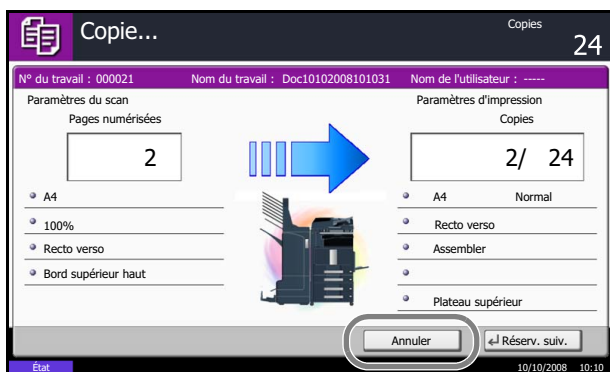 Copie...
Copies
24
N° du travail : 000021 Nom du travail : Doc10102008101031 Nom de l'utilisateur : -----
Paramètres du scan
Pages numérisées
2
A4
100%
Recto verso
Bord supérieur haut
Paramètres d'impression
Copies
2/ 24
A4 Normal
Recto verso
Assembler
Plateau supérieur
Annuler
Réserv. suiv.
État
10/10/2008 10:10